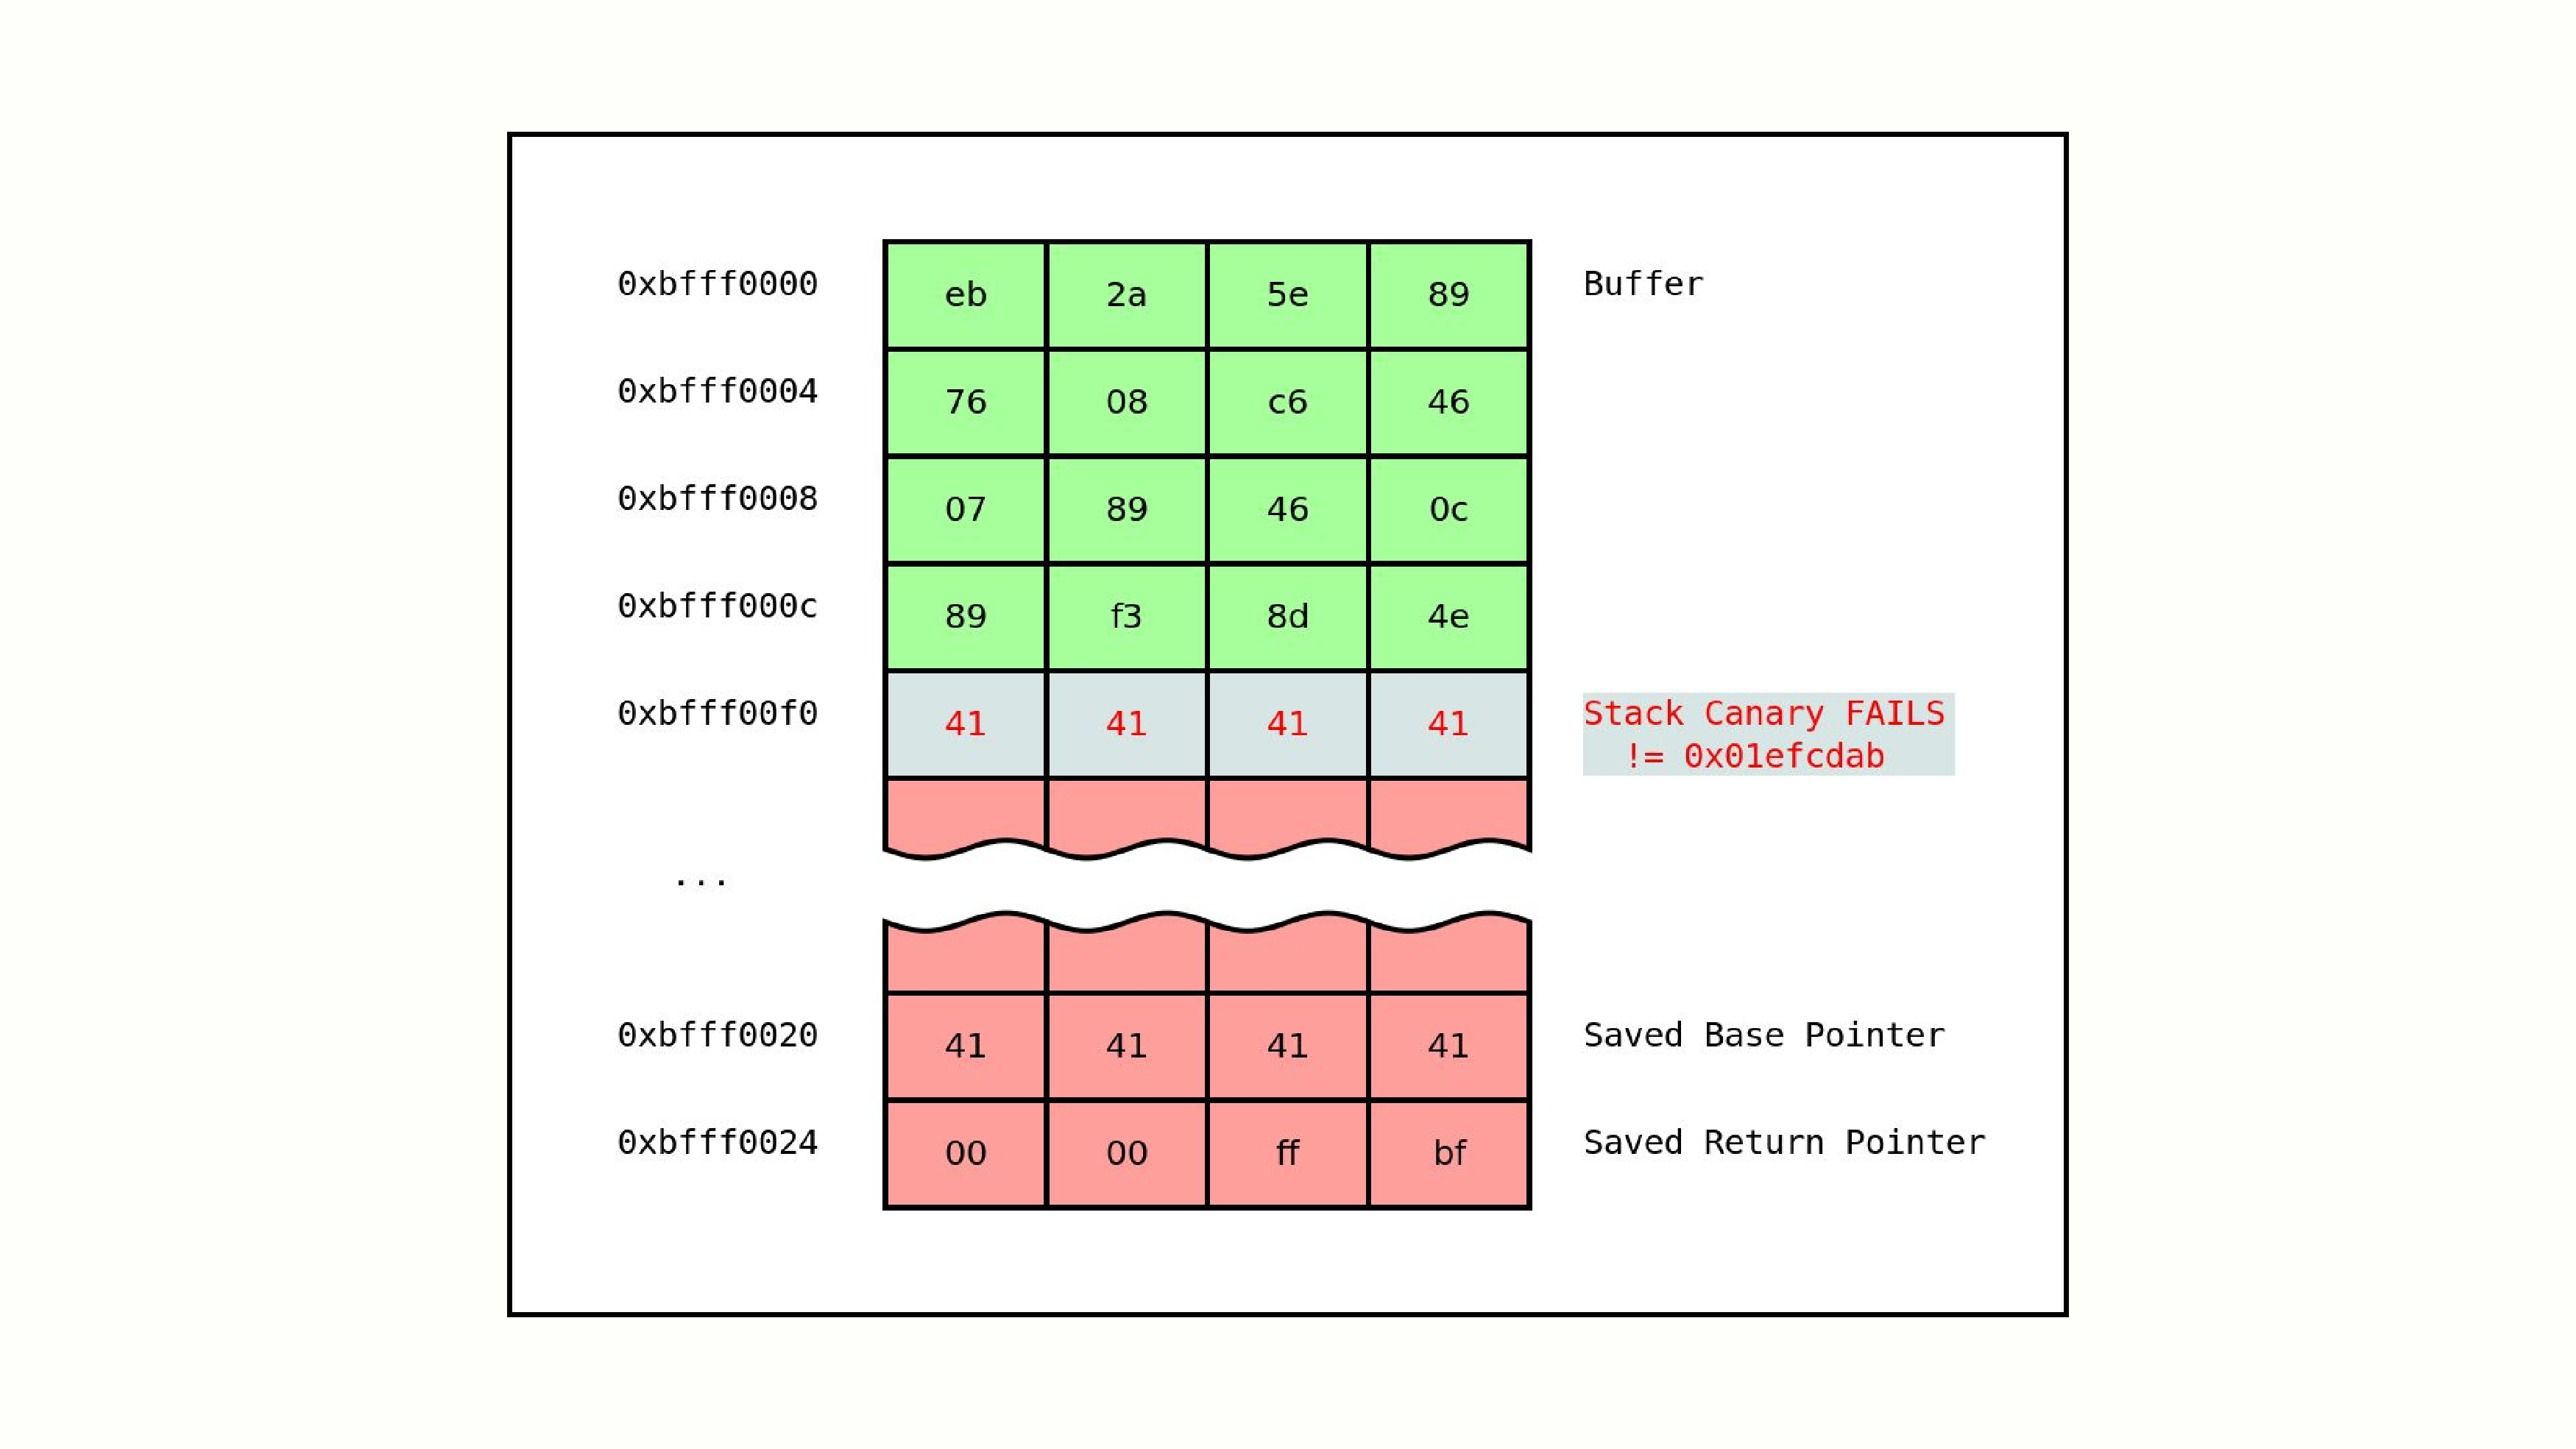 0xbfff0000 eb 2a 5e 89 Buffer
0xbfff0004 76 08 c6 46
0xbfff0008 07 89 46 0c
0xbfff000c 89 f3 8d 4e
0xbfff00f0 41 41 41 41 Stack Canary FAILS
!= 0x01efcdab
...
0xbfff0020 41 41 41 41 Saved Base Pointer
0xbfff0024 00 00 ff bf Saved Return Pointer